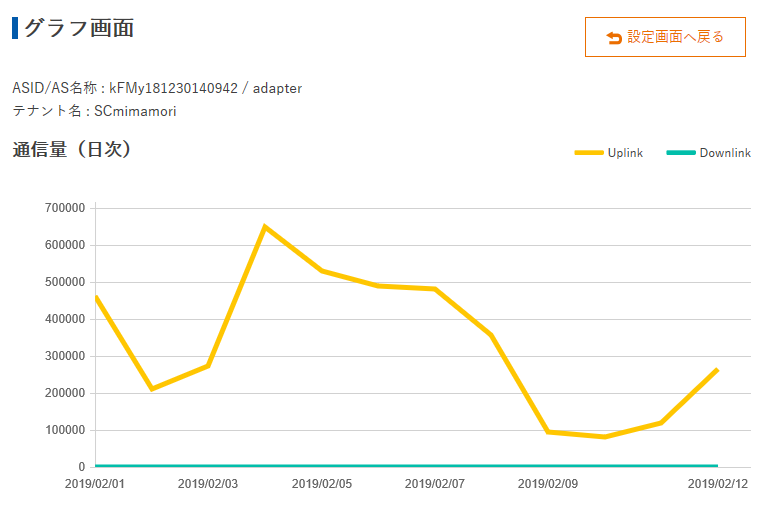 グラフ画面
設定画面へ戻る
ASID/AS名称 : kFMy181230140942 / adapter
テナント名 : SCmimamori
通信量（日次）
Uplink
Downlink
700000
600000
500000
400000
300000
200000
100000
0
2019/02/01
2019/02/03
2019/02/05
2019/02/07
2019/02/09
2019/02/12